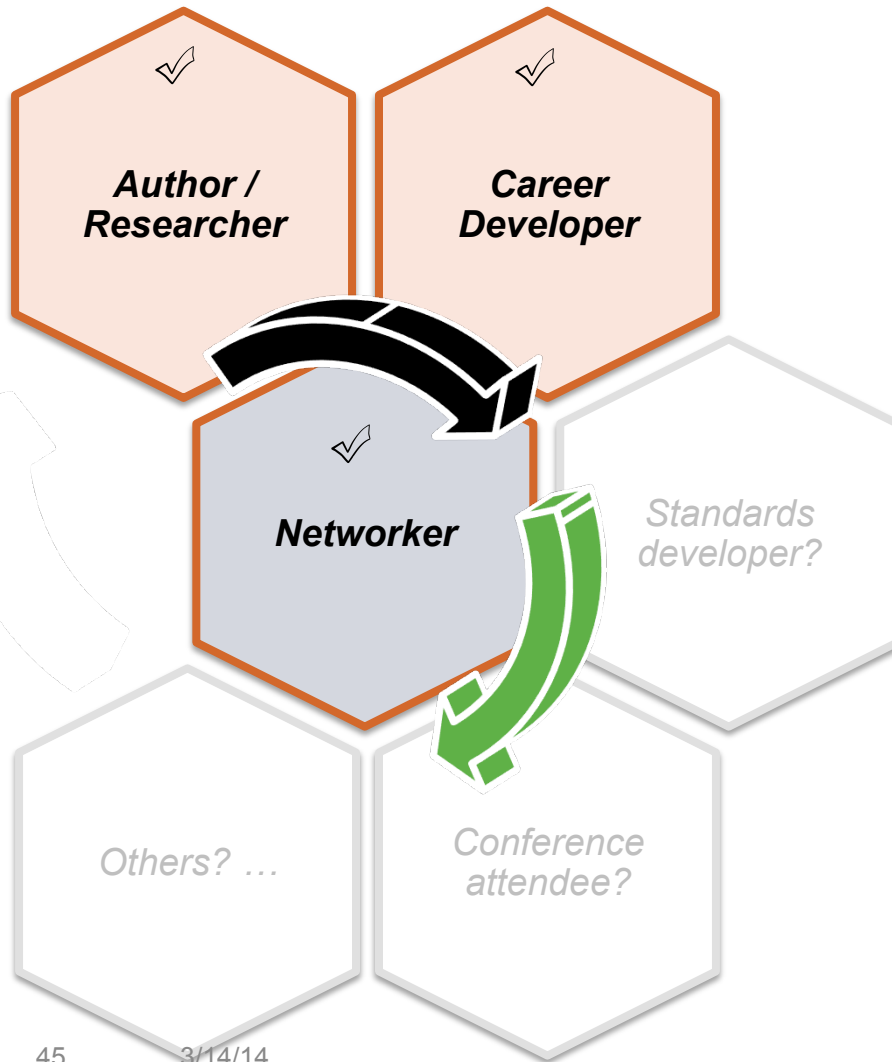 Author /
Researcher
Career
Developer
Networker
Standards
developer?
Others? …
Conference
attendee?
45
3/14/14